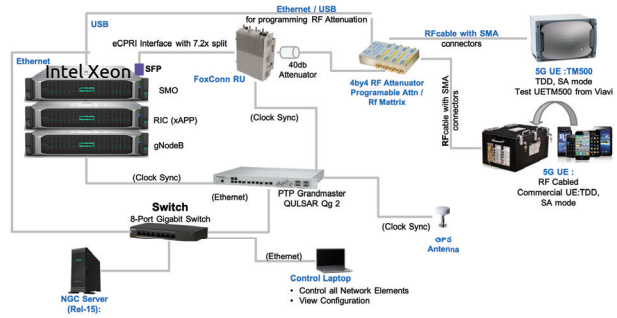 Ethernet / USB
for programming RF Attenuation
USB
RFcable with SMA
connectors
eCPRI Interface with 7.2x split
Ethernet
Intel Xeon
SFP
FoxConn RU
40db
Attenuator
4by4 RF Attenuator
Programable Attn /
Rf Mattrix
RFcable with SMA
connectors
5G UE :TM500
TDD, SA mode
Test UETM500 from Viavi
SMO
RIC (xAPP)
gNodeB
(Clock Sync)
(Clock Sync)
(Ethernet)
PTP Grandmaster
QULSAR Qg 2
5G UE :
RF Cabled
Commercial UE:TDD,
SA mode
Switch
8-Port Gigabit Switch
(Clock Sync)
GPS
Antenna
(Ethernet)
NGC Server
(Rel-15):
Control Laptop
• Control all Network Elements
• View Configuration